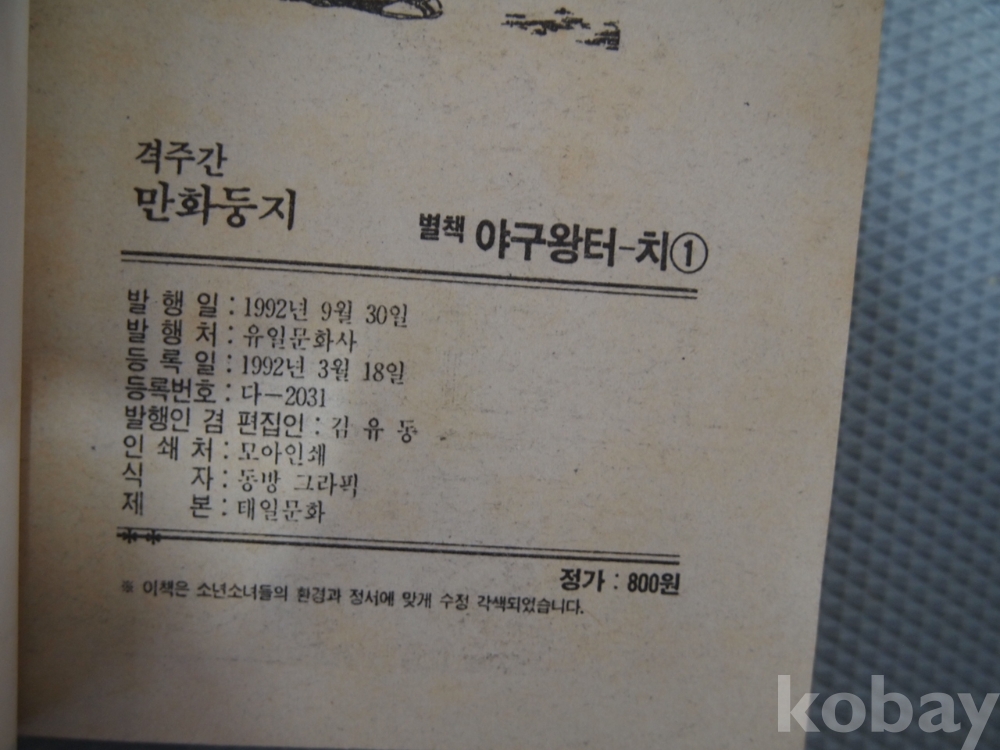 격주간
만화둥지
별책 야구왕터-치①
발행일 : 1992년 9월 30일
발행처 : 유일문화사
등록일 : 1992년 3월 18일
등록번호 : 다-2031
발행인 겸 편집인 : 김유동
인쇄처 : 모아인쇄
식자 : 동방 그라픽
제본 : 태일문화
**
정가 : 800원
※ 이책은 소년소녀들의 환경과 정서에 맞게 수정 각색되었습니다.
kobay